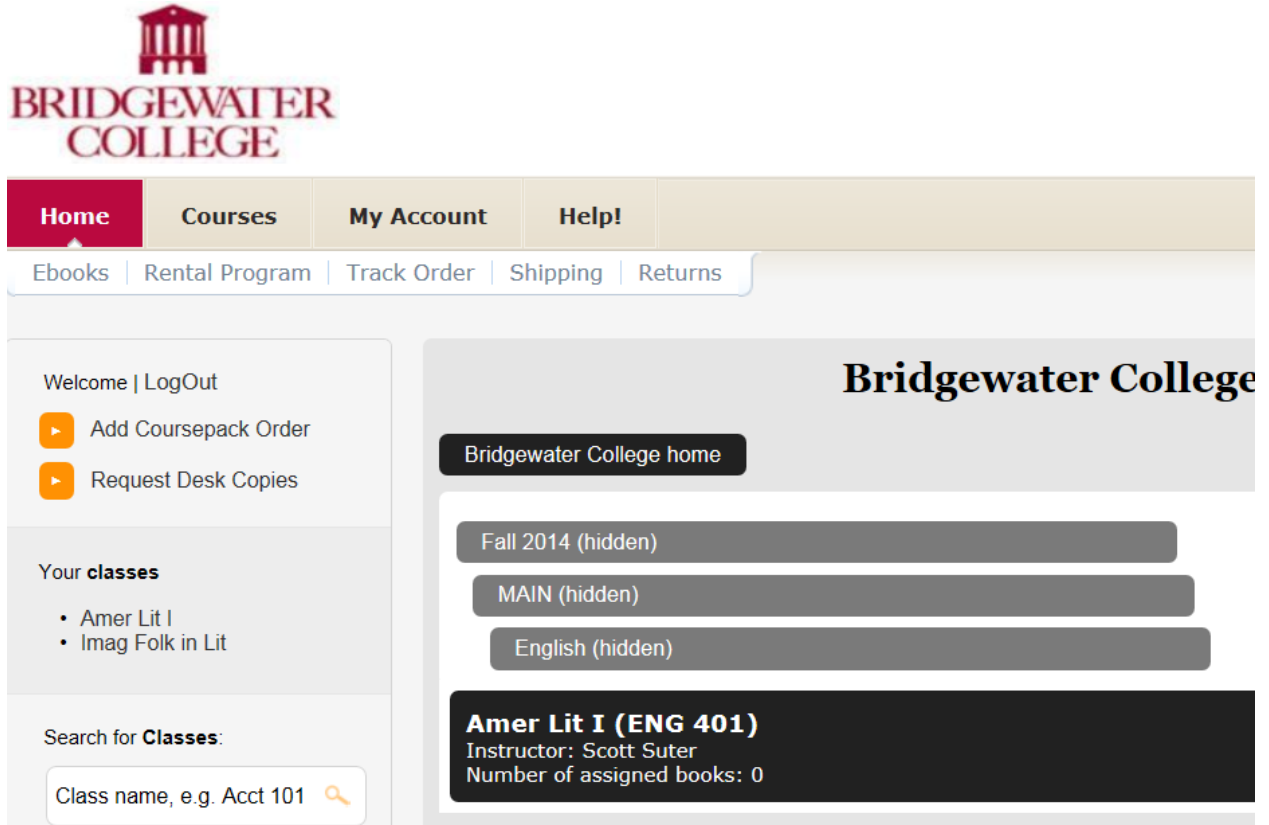 BRIDGEWATER
COLLEGE
Home Courses My Account Help!
Ebooks Rental Program Track Order Shipping Returns
Welcome | LogOut
Add Coursepack Order
Request Desk Copies
Your classes
• Amer Lit I
• Imag Folk in Lit
Search for Classes:
Class name, e.g. Acct 101
Bridgewater College
Bridgewater College home
Fall 2014 (hidden)
MAIN (hidden)
English (hidden)
Amer Lit I (ENG 401)
Instructor: Scott Suter
Number of assigned books: 0